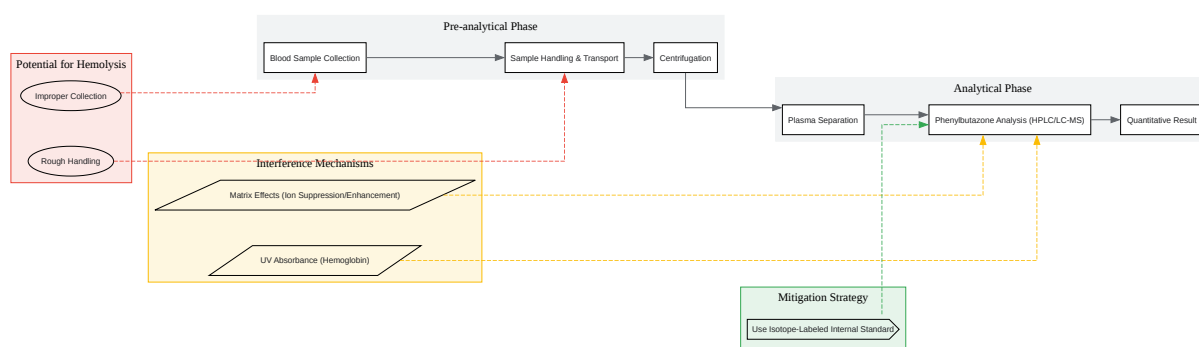 Pre-analytical Phase
Blood Sample Collection
Sample Handling & Transport
Centrifugation
Potential for Hemolysis
Improper Collection
Rough Handling
Analytical Phase
Plasma Separation
Phenylbutazone Analysis (HPLC/LC-MS)
Quantitative Result
Interference Mechanisms
Matrix Effects (Ion Suppression/Enhancement)
UV Absorbance (Hemoglobin)
Mitigation Strategy
Use Isotope-Labeled Internal Standard